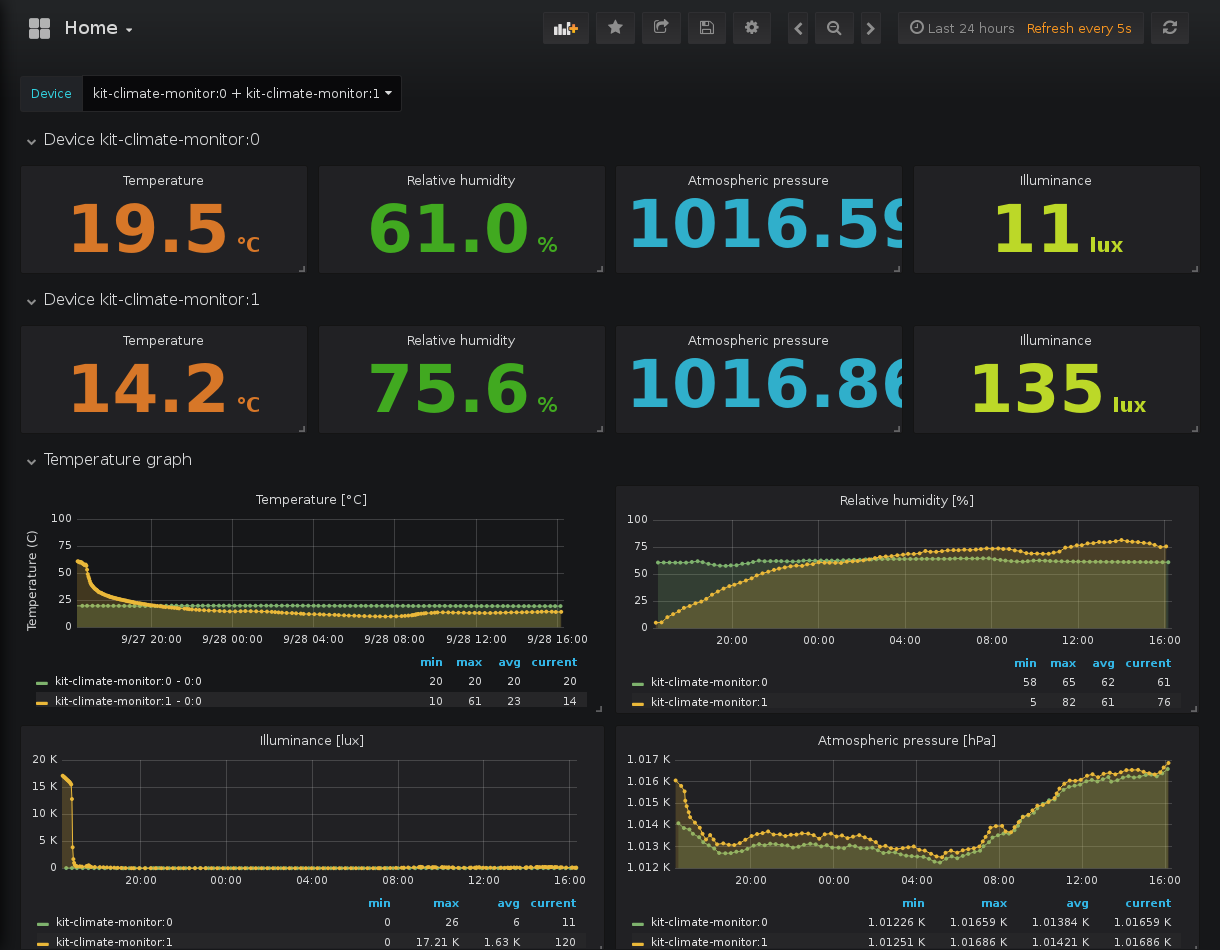 Home
Last 24 hours Refresh every 5s
Device kit-climate-monitor:0 + kit-climate-monitor:1
Device kit-climate-monitor:0
Temperature Relative humidity Atmospheric pressure Illuminance
19.5 °C 61.0 % 1016.59 11 lux
Device kit-climate-monitor:1
Temperature Relative humidity Atmospheric pressure Illuminance
14.2 °C 75.6 % 1016.86 135 lux
Temperature graph
Temperature [°C]
Temperature (C)
100
75
50
25
0
9/27 20:00 9/28 00:00 9/28 04:00 9/28 08:00 9/28 12:00 9/28 16:00
min max avg current
kit-climate-monitor:0 - 0:0 20 20 20 20
kit-climate-monitor:1 - 0:0 10 61 23 14
Relative humidity [%]
100
75
50
25
0
20:00 00:00 04:00 08:00 12:00 16:00
min max avg current
kit-climate-monitor:0 58 65 62 61
kit-climate-monitor:1 5 82 61 76
Illuminance [lux]
20 K
15 K
10 K
5 K
0
20:00 00:00 04:00 08:00 12:00 16:00
min max avg current
kit-climate-monitor:0 0 26 6 11
kit-climate-monitor:1 0 17.21 K 1.63 K 120
Atmospheric pressure [hPa]
1.017 K
1.016 K
1.015 K
1.014 K
1.013 K
1.012 K
20:00 00:00 04:00 08:00 12:00 16:00
min max avg current
kit-climate-monitor:0 1.01226 K 1.01659 K 1.01384 K 1.01659 K
kit-climate-monitor:1 1.01251 K 1.01686 K 1.01421 K 1.01686 K